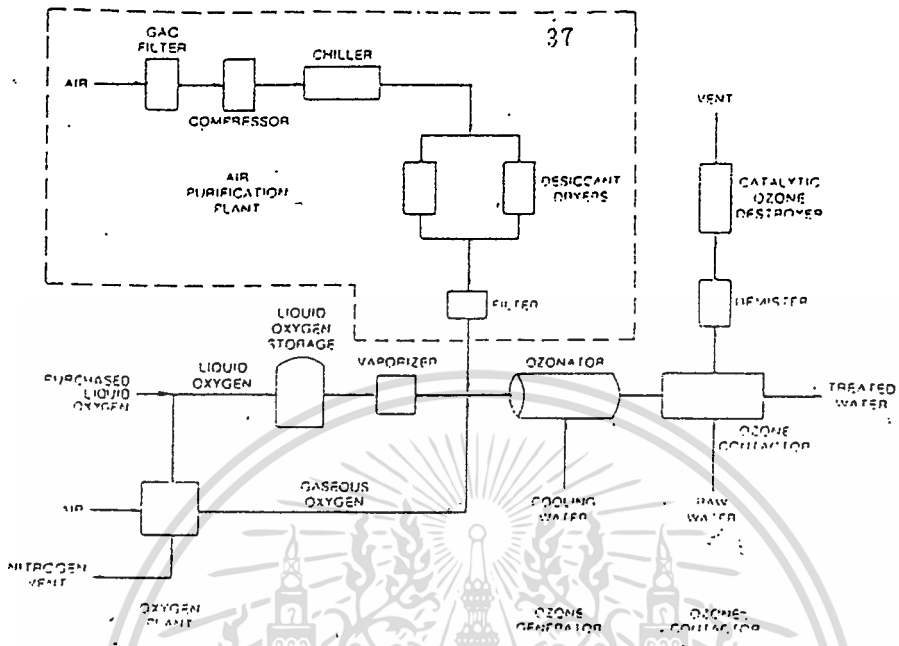 37
GAC
FILTER
CHILLER
AIR
COMPRESSOR
VENT
AIR
PURIFICATION
PLANT
DESICCANT
DRYERS
CATALYTIC
OZONE
DESTROYER
FILTER
DEMISTER
LIQUID
OXYGEN
STORAGE
LIQUID
OXYGEN
VAPORIZER
OZONATOR
PURCHASED
LIQUID
OXYGEN
TREATED
WATER
OZONE
CONTACTOR
GASEOUS
OXYGEN
AIR
COOLING
WATER
RAW
WATER
NITROGEN
VENT
OXYGEN
PLANT
OZONE
GENERATOR
OZONE
CONTACTOR